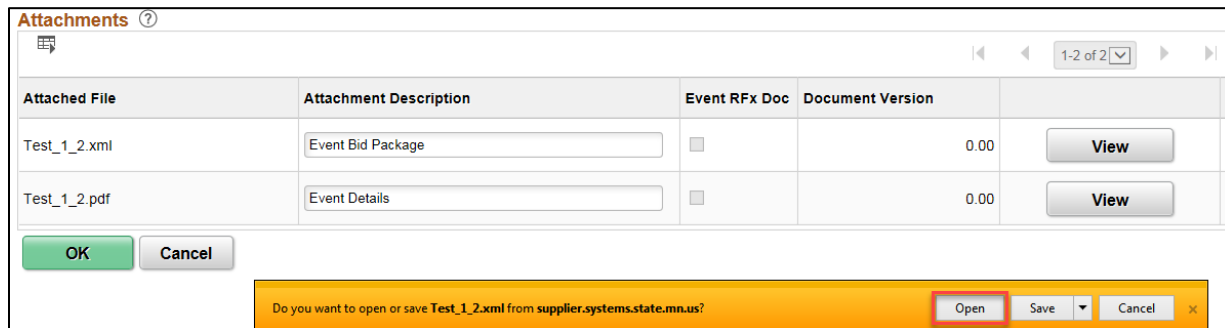 Attachments ?
1-2 of 2
Attached File Attachment Description Event RFx Doc Document Version
Test_1_2.xml Event Bid Package 0.00 View
Test_1_2.pdf Event Details 0.00 View
OK Cancel
Do you want to open or save Test_1_2.xml from supplier.systems.state.mn.us? Open Save Cancel ×